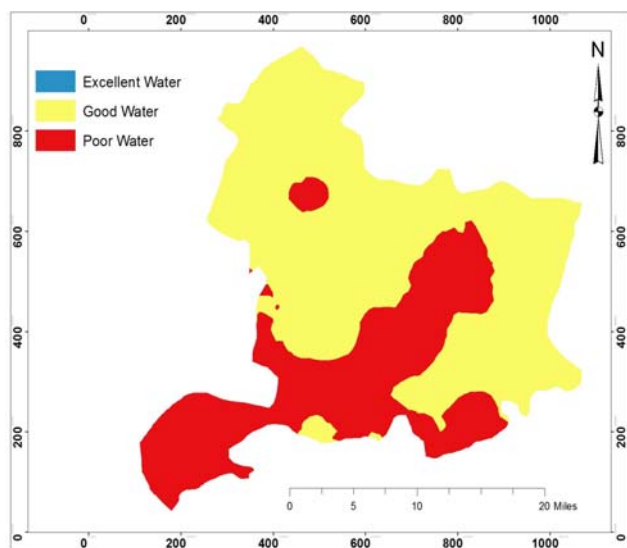 0 200 400 600 800 1000
N
Excellent Water
Good Water
Poor Water
800 800
600 600
400 400
200 200
0 5 10 20 Miles
0 0
0 200 400 600 800 1000